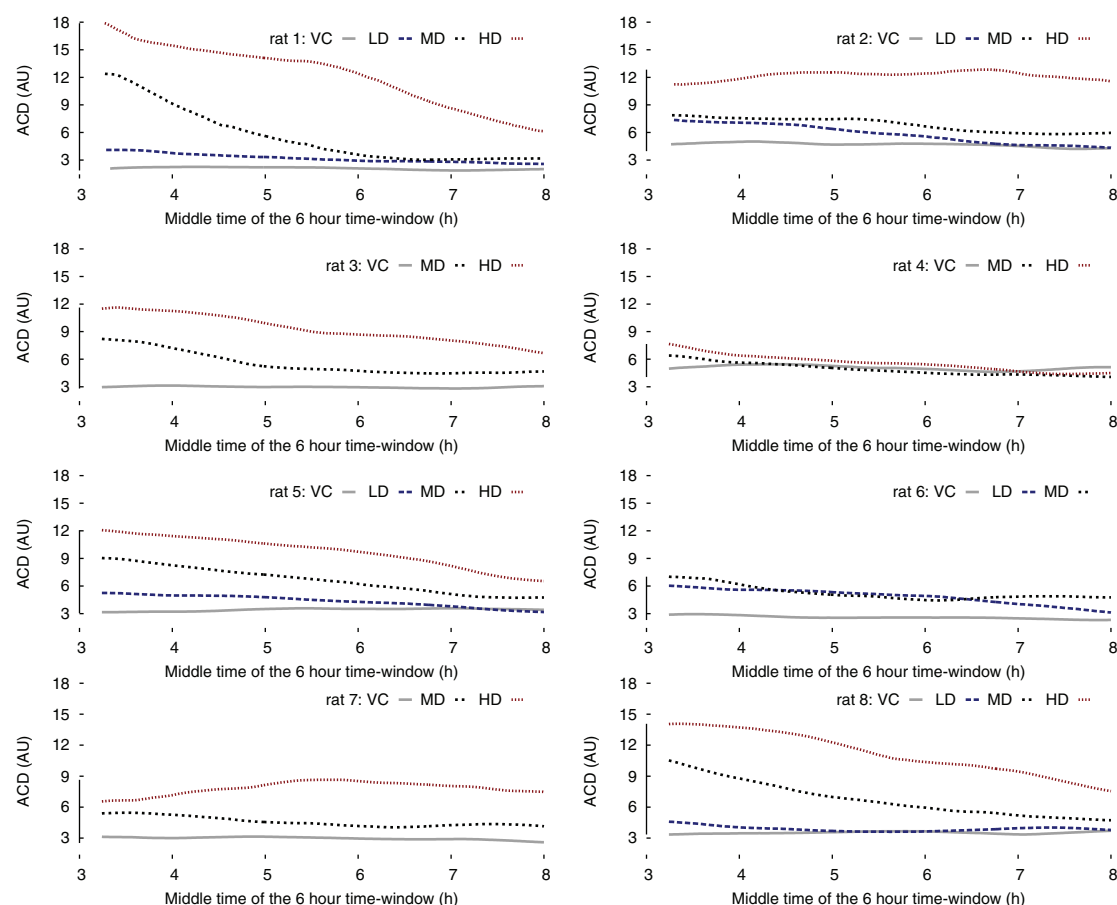 rat 1: VC LD MD HD
18
15
12
9
6
3
ACD (AU)
3 4 5 6 7 8
Middle time of the 6 hour time-window (h)
rat 2: VC LD MD HD
18
15
12
9
6
3
ACD (AU)
3 4 5 6 7 8
Middle time of the 6 hour time-window (h)
rat 3: VC MD HD
18
15
12
9
6
3
ACD (AU)
3 4 5 6 7 8
Middle time of the 6 hour time-window (h)
rat 4: VC MD HD
18
15
12
9
6
3
ACD (AU)
3 4 5 6 7 8
Middle time of the 6 hour time-window (h)
rat 5: VC LD MD HD
18
15
12
9
6
3
ACD (AU)
3 4 5 6 7 8
Middle time of the 6 hour time-window (h)
rat 6: VC LD MD
18
15
12
9
6
3
ACD (AU)
3 4 5 6 7 8
Middle time of the 6 hour time-window (h)
rat 7: VC MD HD
18
15
12
9
6
3
ACD (AU)
3 4 5 6 7 8
Middle time of the 6 hour time-window (h)
rat 8: VC LD MD HD
18
15
12
9
6
3
ACD (AU)
3 4 5 6 7 8
Middle time of the 6 hour time-window (h)